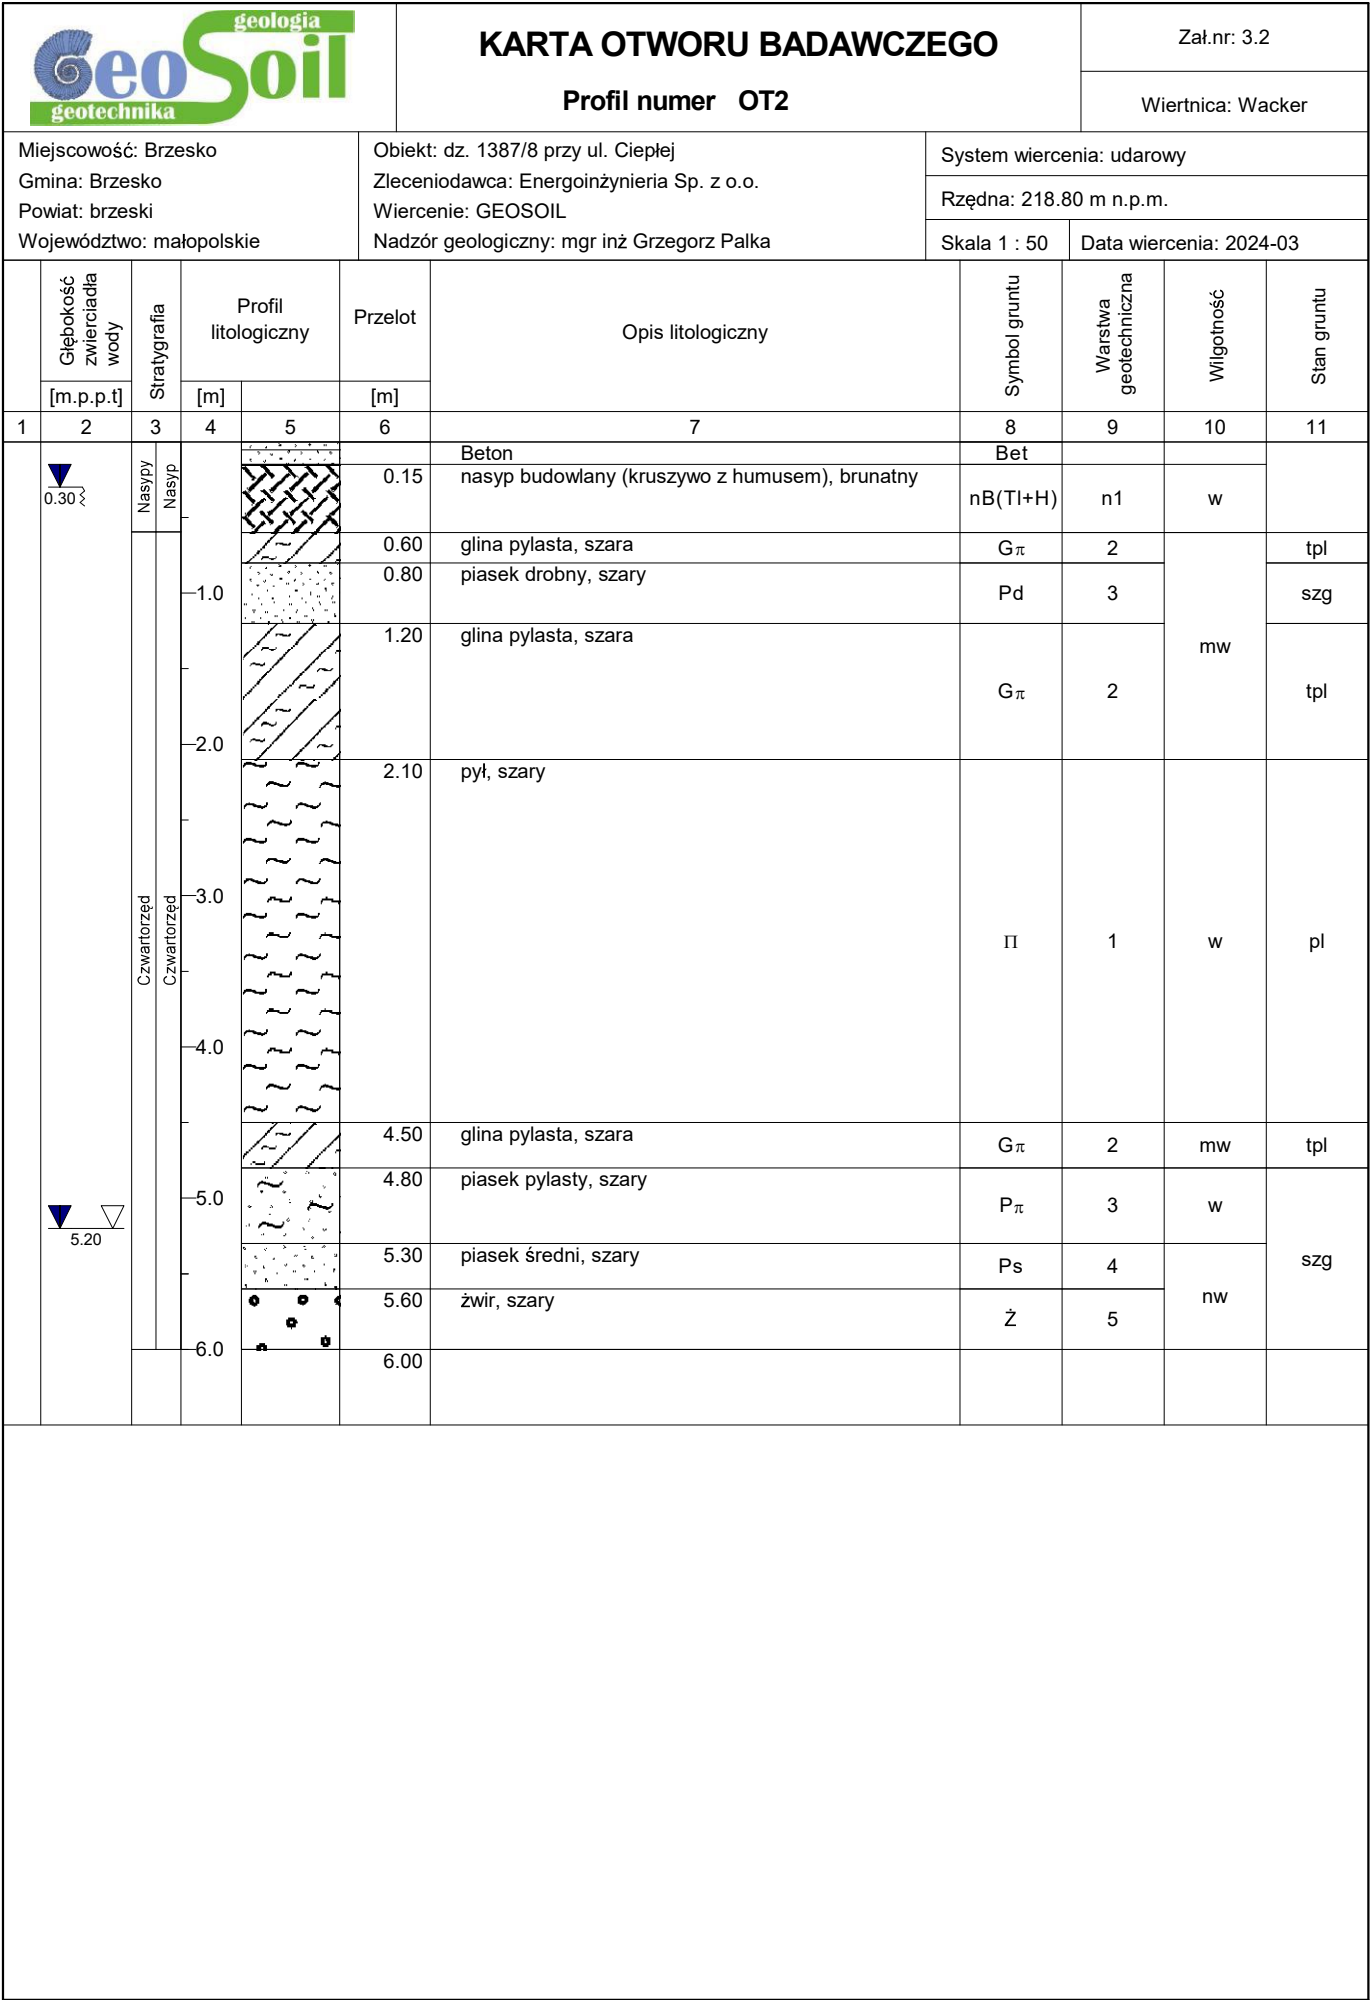 geologia
GeoSoil
geotechnika
KARTA OTWORU BADAWCZEGO
Profil numer OT2
Zał.nr: 3.2
Wiertnica: Wacker
Miejscowość: Brzesko
Gmina: Brzesko
Powiat: brzeski
Województwo: małopolskie
Obiekt: dz. 1387/8 przy ul. Ciepłej
Zleceniodawca: Energoinżynieria Sp. z o.o.
Wiercenie: GEOSOIL
Nadzór geologiczny: mgr inż Grzegorz Palka
System wiercenia: udarowy
Rzędna: 218.80 m n.p.m.
Skala 1 : 50
Data wiercenia: 2024-03
Głębokość
zwierciadła
wody
[m.p.p.t]
Stratygrafia
Profil
litologiczny
[m]
Przelot
[m]
Opis litologiczny
Symbol gruntu
Warstwa
geotechniczna
Wilgotność
Stan gruntu
1 2 3 4 5 6 7 8 9 10 11
Beton Bet
0.30
Nasypy
Nasyp
0.15 nasyp budowlany (kruszywo z humusem), brunatny nB(Tl+H) n1 w
0.60 glina pylasta, szara Gπ 2 tpl
0.80 piasek drobny, szary Pd 3 szg
1.0
1.20 glina pylasta, szara Gπ 2 tpl
mw
2.0
2.10 pył, szary Π 1 w pl
3.0
Czwartorzęd
Czwartorzęd
4.0
4.50 glina pylasta, szara Gπ 2 mw tpl
4.80 piasek pylasty, szary Pπ 3 w
5.0
5.20
5.30 piasek średni, szary Ps 4
szg
nw
5.60 żwir, szary Ż 5
6.0
6.00